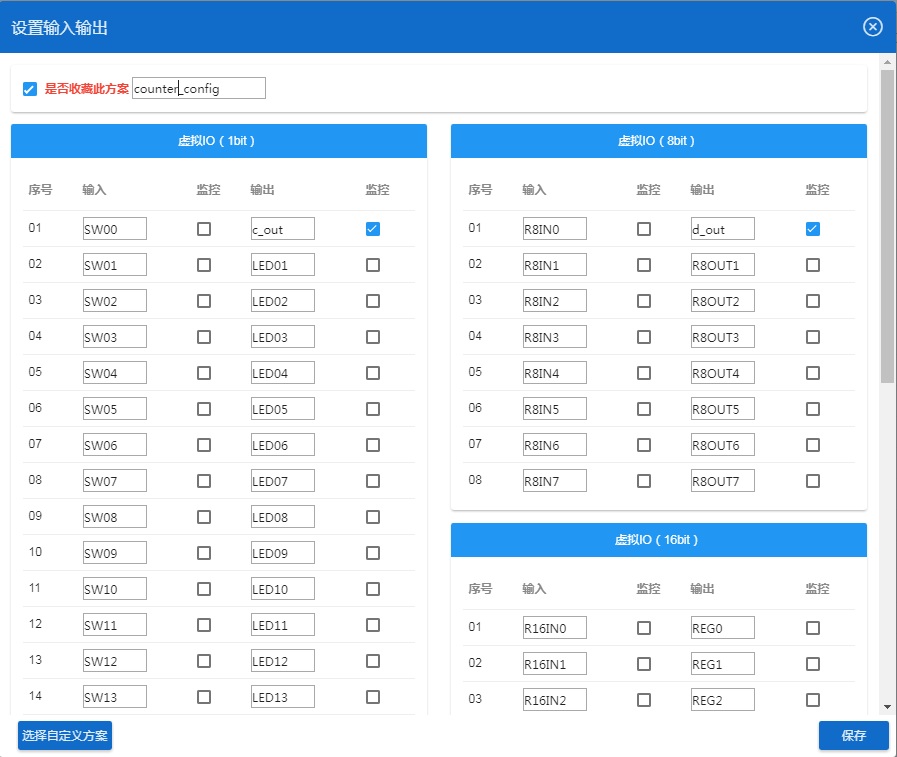 设置输入输出
是否收藏此方案 counter_config
虚拟IO（1bit）
序号 输入 监控 输出 监控
01 SW00 c_out
02 SW01 LED01
03 SW02 LED02
04 SW03 LED03
05 SW04 LED04
06 SW05 LED05
07 SW06 LED06
08 SW07 LED07
09 SW08 LED08
10 SW09 LED09
11 SW10 LED10
12 SW11 LED11
13 SW12 LED12
14 SW13 LED13
虚拟IO（8bit）
序号 输入 监控 输出 监控
01 R8IN0 d_out
02 R8IN1 R8OUT1
03 R8IN2 R8OUT2
04 R8IN3 R8OUT3
05 R8IN4 R8OUT4
06 R8IN5 R8OUT5
07 R8IN6 R8OUT6
08 R8IN7 R8OUT7
虚拟IO（16bit）
序号 输入 监控 输出 监控
01 R16IN0 REG0
02 R16IN1 REG1
03 R16IN2 REG2
选择自定义方案 保存